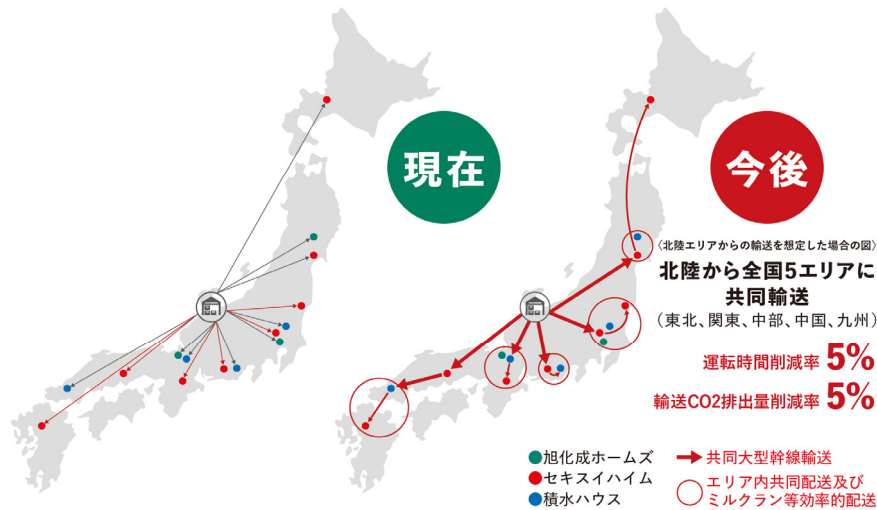 現在
今後
〈北陸エリアからの輸送を想定した場合の図〉
北陸から全国5エリアに
共同輸送
（東北、関東、中部、中国、九州）
運転時間削減率 5%
輸送CO2排出量削減率 5%
旭化成ホームズ
セキスイハイム
積水ハウス
共同大型幹線輸送
エリア内共同配送及び
ミルクラン等効率的配送